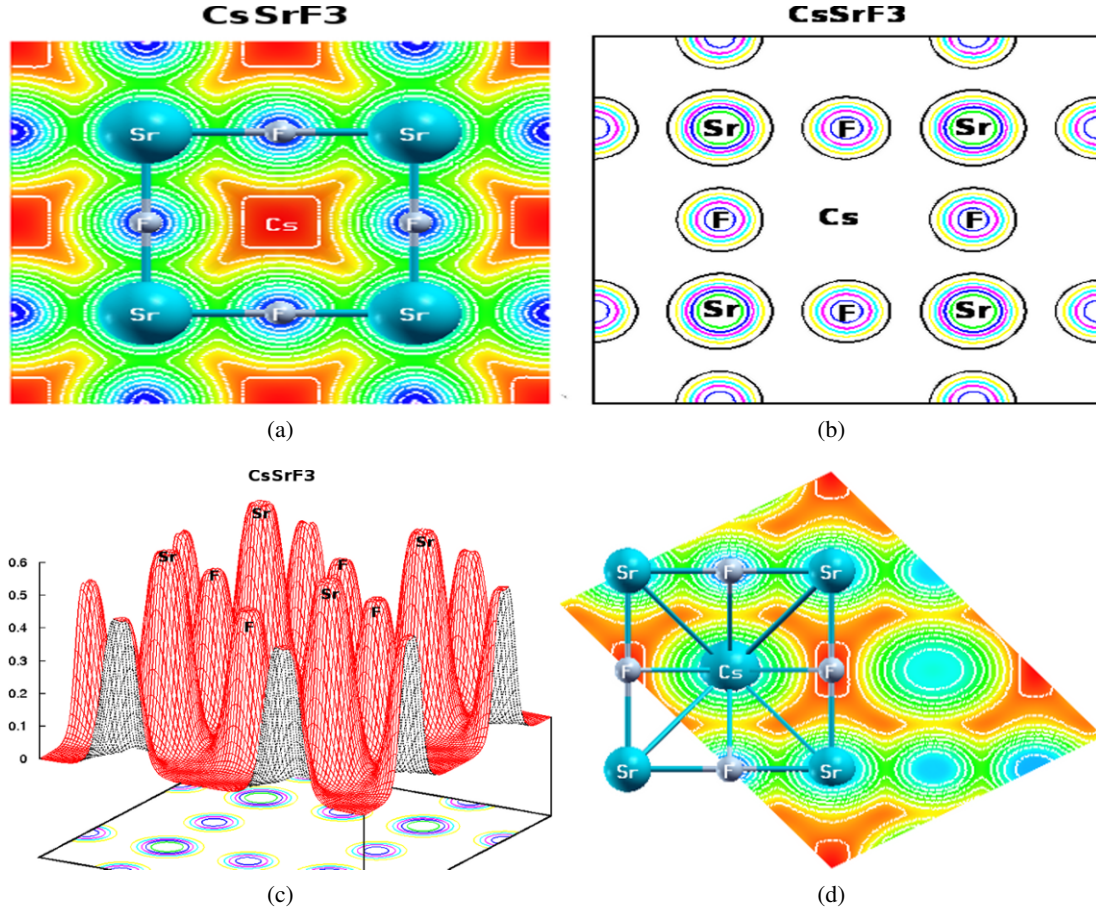 CsSrF3
Sr F Sr
F Cs F
Sr F Sr
(a)
CsSrF3
Sr F Sr
F Cs F
Sr F Sr
(b)
CsSrF3
Sr
Sr Sr
F F
Sr
F F
0.6
0.5
0.4
0.3
0.2
0.1
0
(c)
Sr F Sr
F Cs F
Sr F Sr
(d)